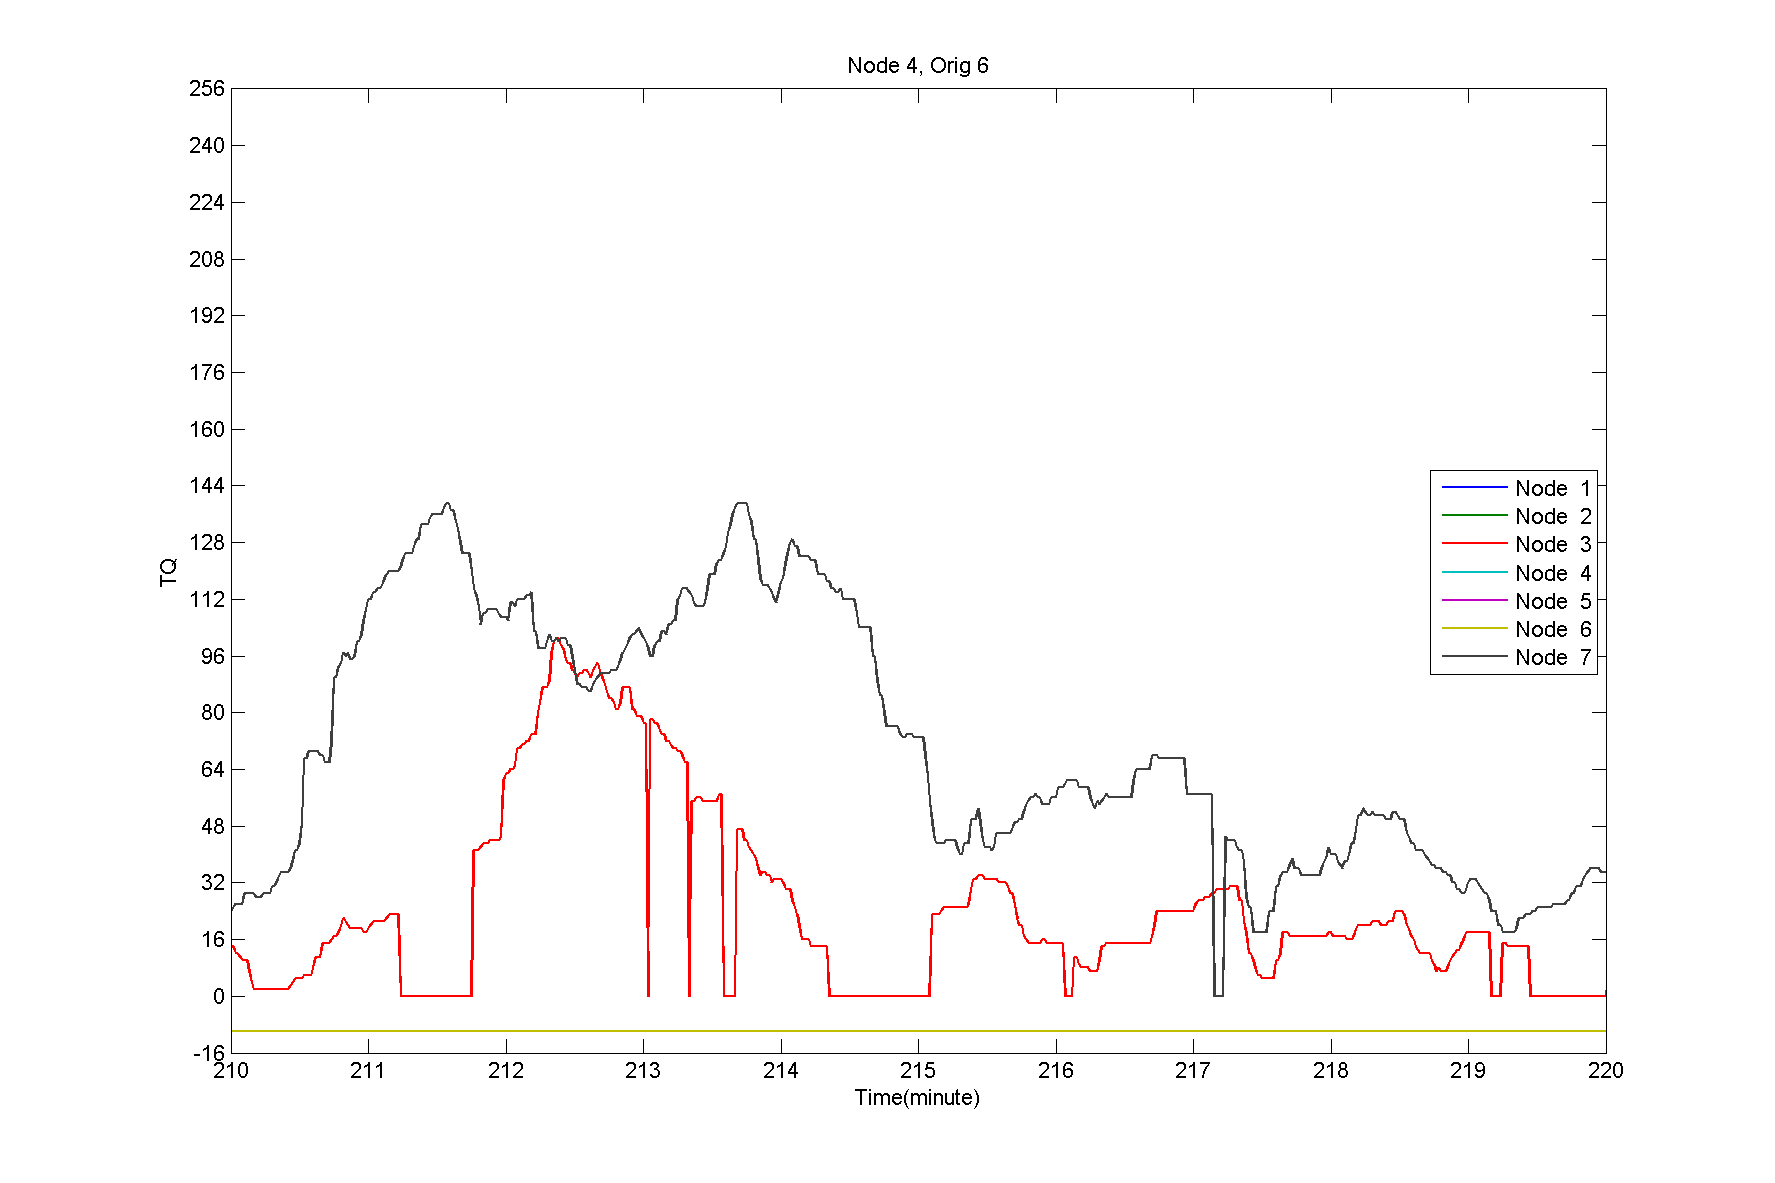 Node 4, Orig 6
256
240
224
208
192
176
160
144
128
112
96
80
64
48
32
16
0
-16
TQ
Node 1
Node 2
Node 3
Node 4
Node 5
Node 6
Node 7
210 211 212 213 214 215 216 217 218 219 220
Time(minute)